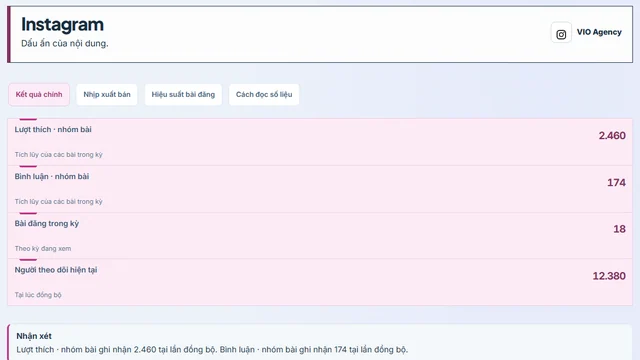 Instagram
Dấu ấn của nội dung.
VIO Agency
Kết quả chính
Nhịp xuất bản
Hiệu suất bài đăng
Cách đọc số liệu
Lượt thích · nhóm bài
2.460
Tích lũy của các bài trong kỳ
Bình luận · nhóm bài
174
Tích lũy của các bài trong kỳ
Bài đăng trong kỳ
18
Theo kỳ đang xem
Người theo dõi hiện tại
12.380
Tại lúc đồng bộ
Nhận xét
Lượt thích · nhóm bài ghi nhận 2.460 tại lần đồng bộ. Bình luận · nhóm bài ghi nhận 174 tại lần đồng bộ.